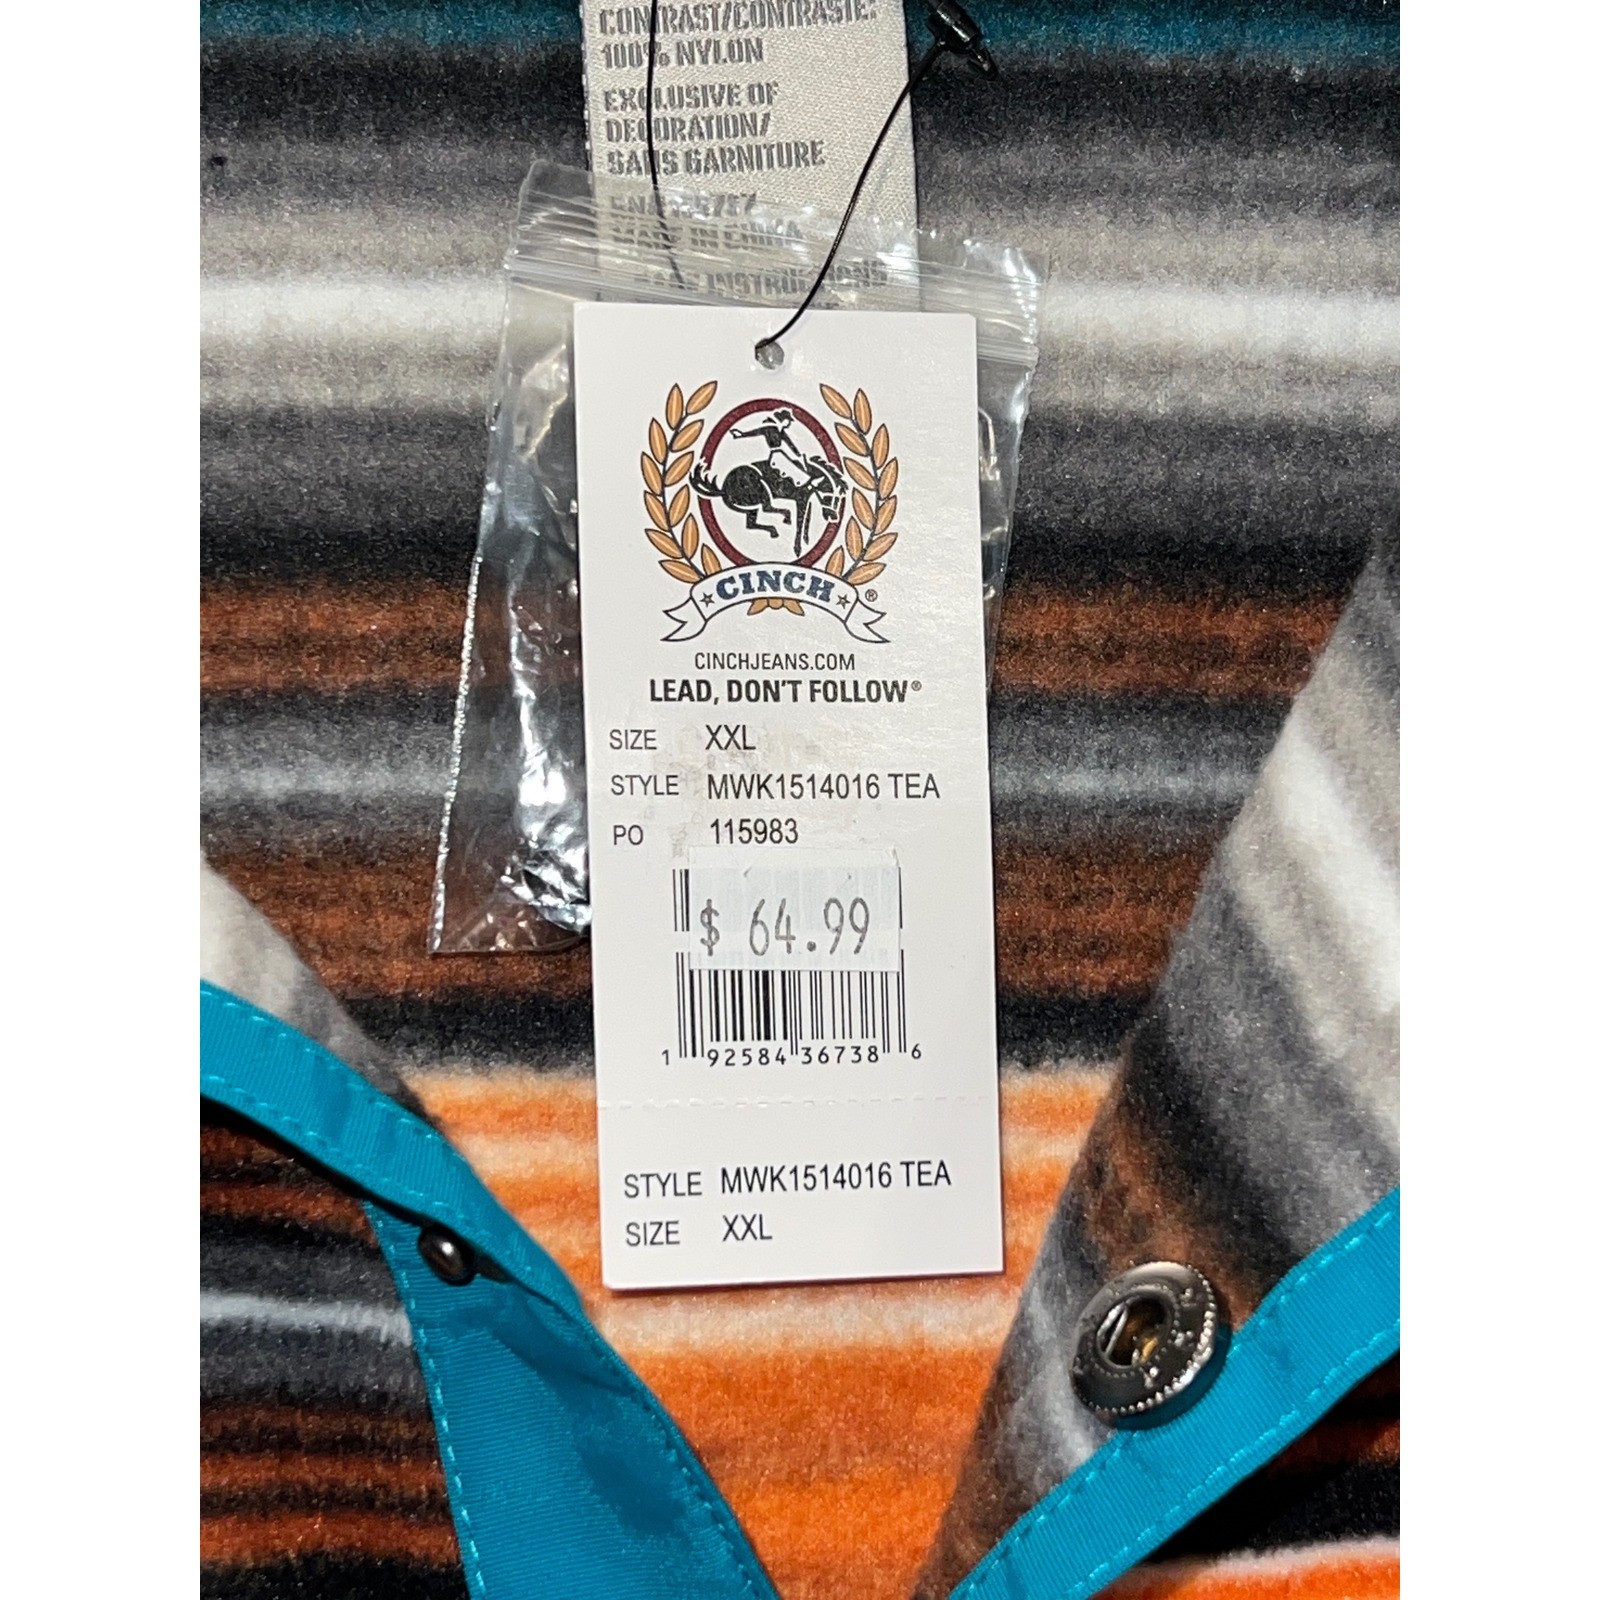 CONTRAST/CONTRASTE:
100% NYLON
EXCLUSIVE OF
DECORATION/
SANS GARNITURE
MADE IN CHINA
INSTRUCTIONS
CINCH ®
CINCHJEANS.COM
LEAD, DON'T FOLLOW®
SIZE XXL
STYLE MWK1514016 TEA
PO 115983
$ 64.99
1 92584 36738 6
STYLE MWK1514016 TEA
SIZE XXL